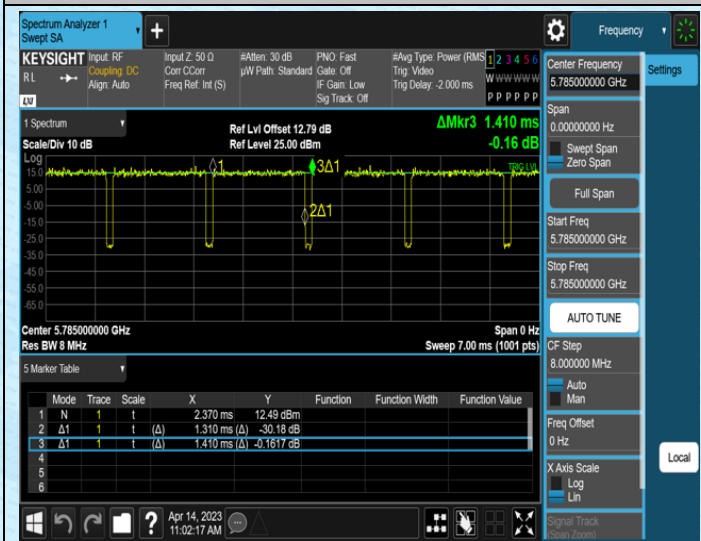 Spectrum Analyzer 1
Swept SA
+
Frequency
KEYSIGHT
RL
LXI
Input: RF
Coupling: DC
Align: Auto
Input Z: 50 Ω
Corr CCorr
Freq Ref: Int (S)
#Atten: 30 dB
µW Path: Standard
PNO: Fast
Gate: Off
IF Gain: Low
Sig Track: Off
#Avg Type: Power (RMS
Trig: Video
Trig Delay: -2.000 ms
1 2 3 4 5 6
W W W W W W
P P P P P P
Center Frequency
5.785000000 GHz
Settings
Span
0.00000000 Hz
Swept Span
Zero Span
Full Span
Start Freq
5.785000000 GHz
Stop Freq
5.785000000 GHz
AUTO TUNE
CF Step
8.000000 MHz
Auto
Man
Freq Offset
0 Hz
X Axis Scale
Log
Lin
Signal Track
(Span Zoom)
Local
1 Spectrum
Scale/Div 10 dB
Ref Lvl Offset 12.79 dB
Ref Level 25.00 dBm
ΔMkr3 1.410 ms
-0.16 dB
Log
15.0
5.00
-5.00
-15.0
-25.0
-35.0
-45.0
-55.0
-65.0
1
3Δ1
2Δ1
TRIG LVL
Center 5.785000000 GHz
Res BW 8 MHz
Span 0 Hz
Sweep 7.00 ms (1001 pts)
5 Marker Table
Mode Trace Scale X Y Function Function Width Function Value
1 N 1 t 2.370 ms 12.49 dBm
2 Δ1 1 t (Δ) 1.310 ms (Δ) -30.18 dB
3 Δ1 1 t (Δ) 1.410 ms (Δ) -0.1617 dB
4
5
6
?
Apr 14, 2023
11:02:17 AM